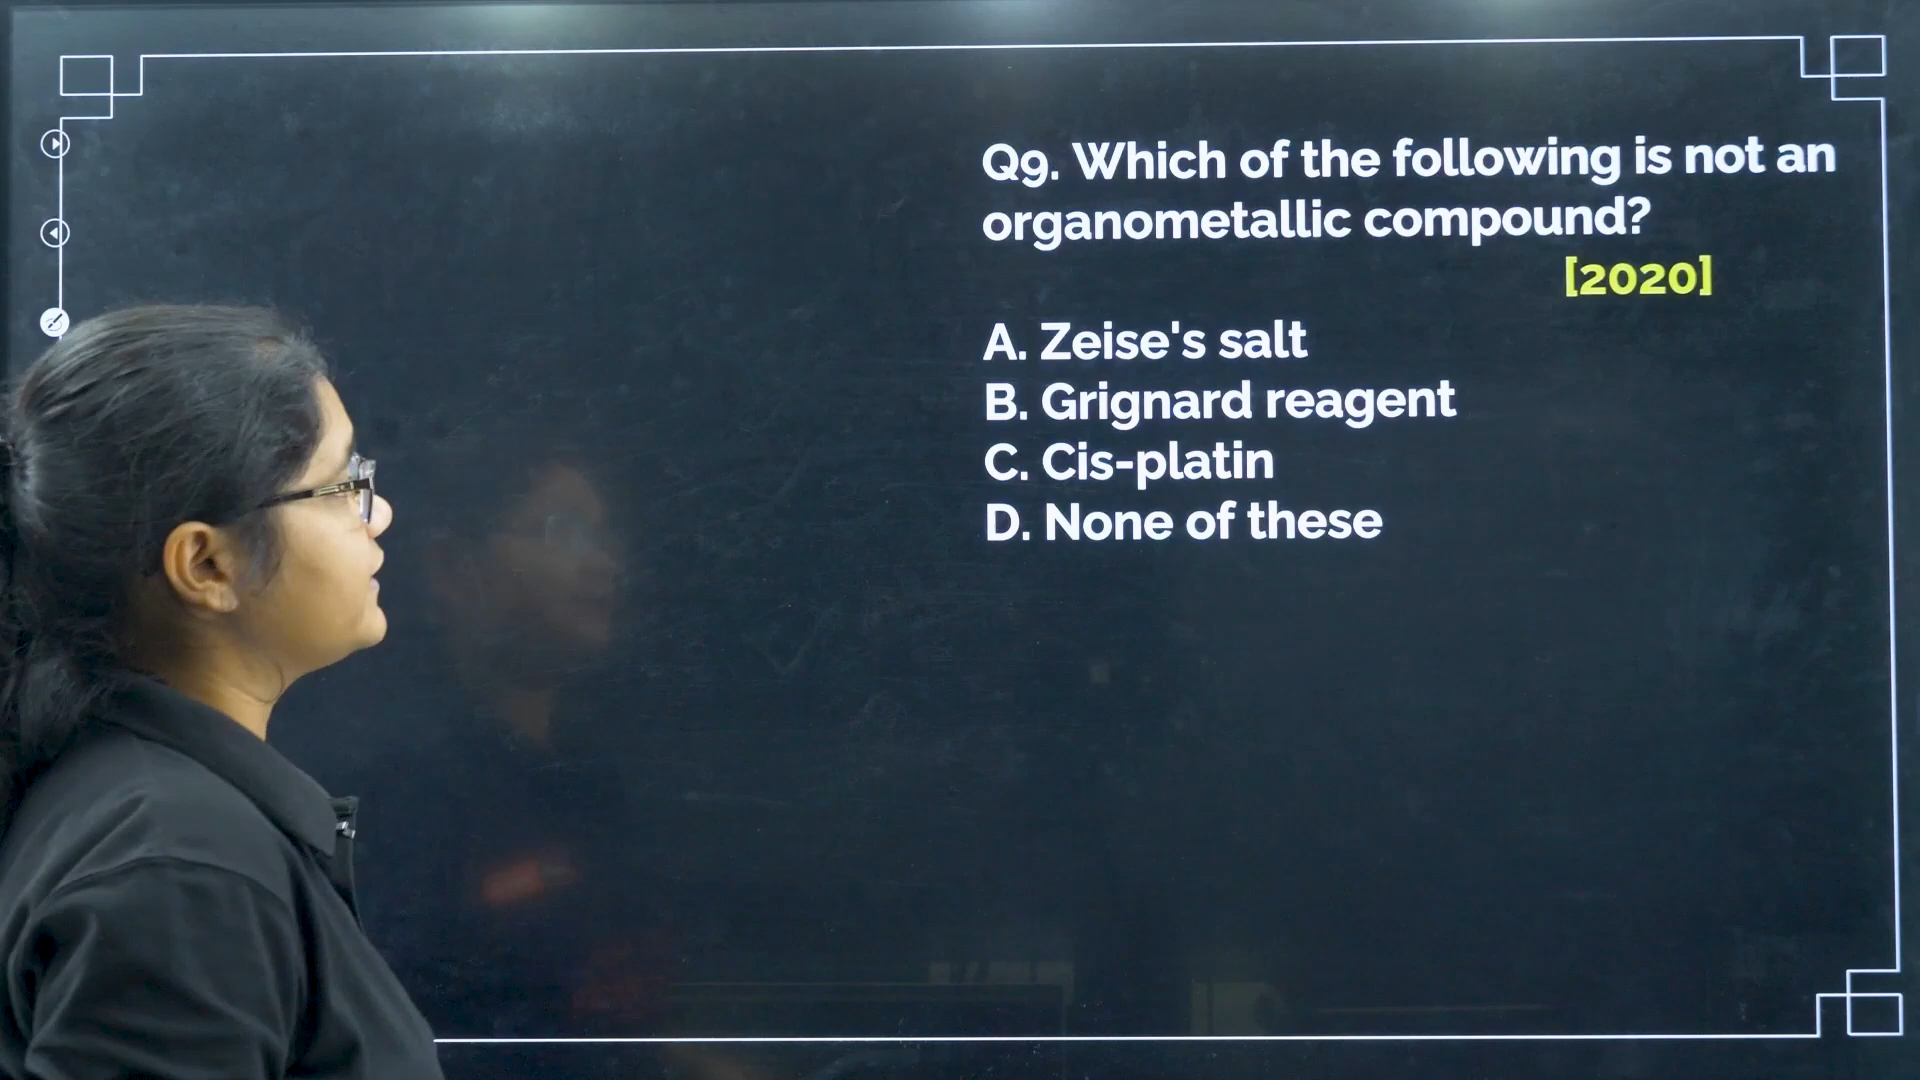 Q9. Which of the following is not an
organometallic compound?
[2020]
A. Zeise's salt
B. Grignard reagent
C. Cis-platin
D. None of these